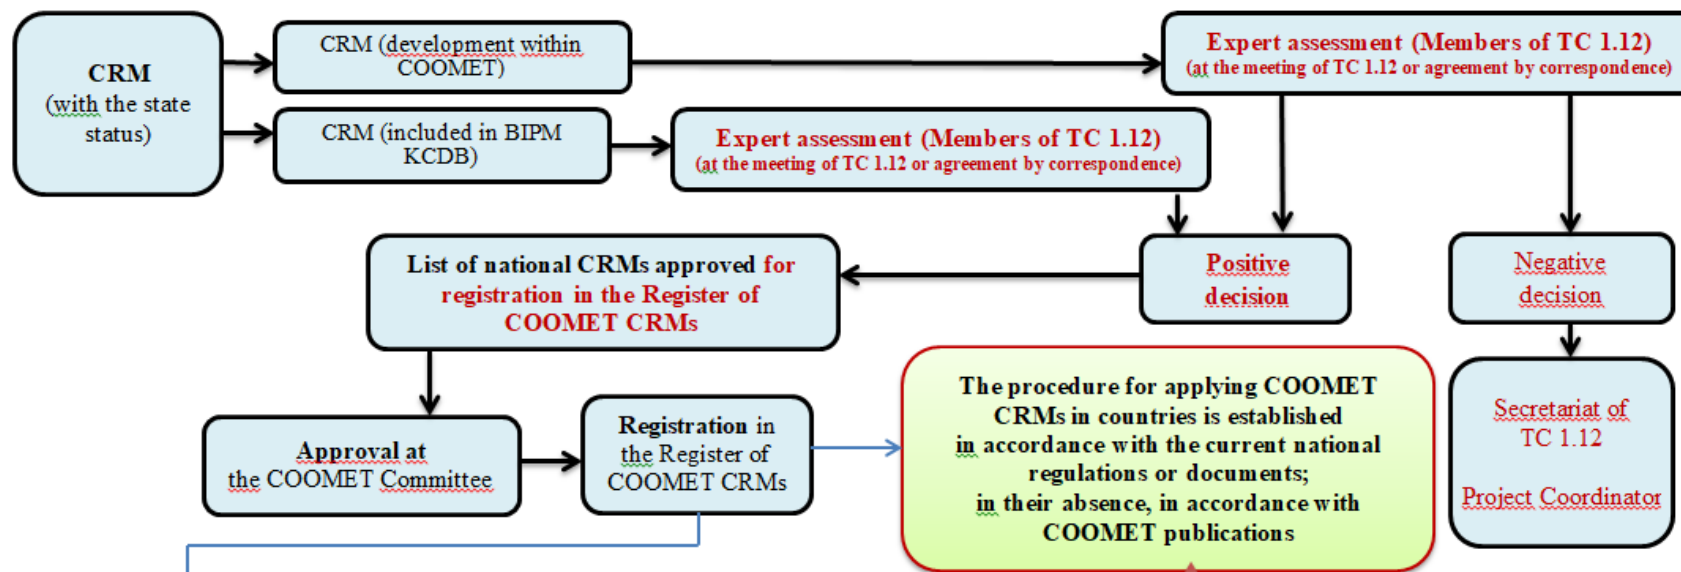 CRM
(with the state
status)
CRM (development within
COOMET)
CRM (included in BIPM
KCDB)
Expert assessment (Members of TC 1.12)
(at the meeting of TC 1.12 or agreement by correspondence)
Expert assessment (Members of TC 1.12)
(at the meeting of TC 1.12 or agreement by correspondence)
List of national CRMs approved for
registration in the Register of
COOMET CRMs
Positive
decision
Negative
decision
Approval at
the COOMET Committee
Registration in
the Register of
COOMET CRMs
The procedure for applying COOMET
CRMs in countries is established
in accordance with the current national
regulations or documents;
in their absence, in accordance with
COOMET publications
Secretariat of
TC 1.12
Project Coordinator